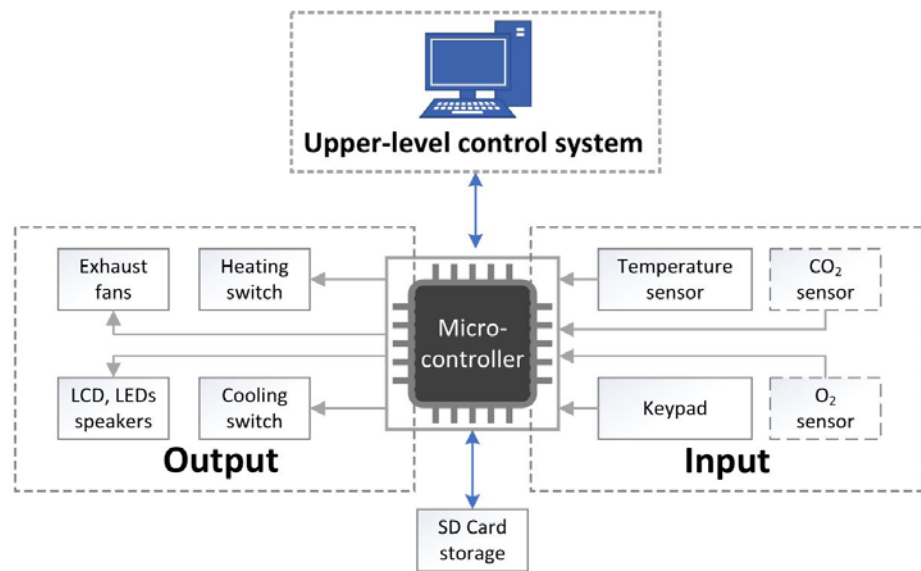 Upper-level control system
Exhaust
fans
Heating
switch
LCD, LEDs
speakers
Cooling
switch
Output
Micro-
controller
Temperature
sensor
CO₂
sensor
Keypad
O₂
sensor
Input
SD Card
storage